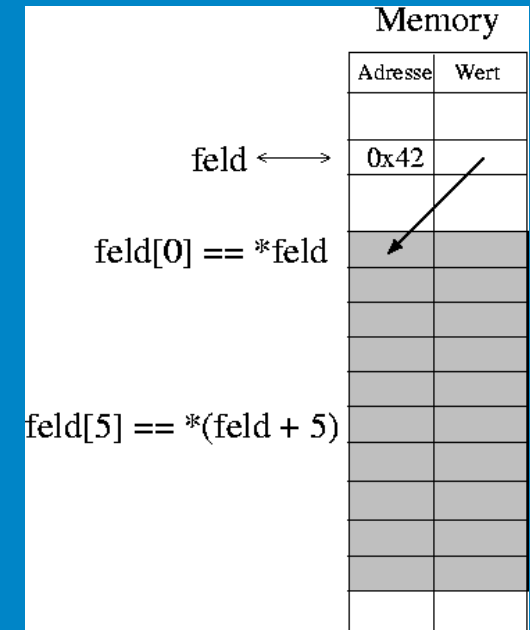 Memory
Adresse Wert
feld 0x42
feld[0] == *feld
feld[5] == *(feld + 5)